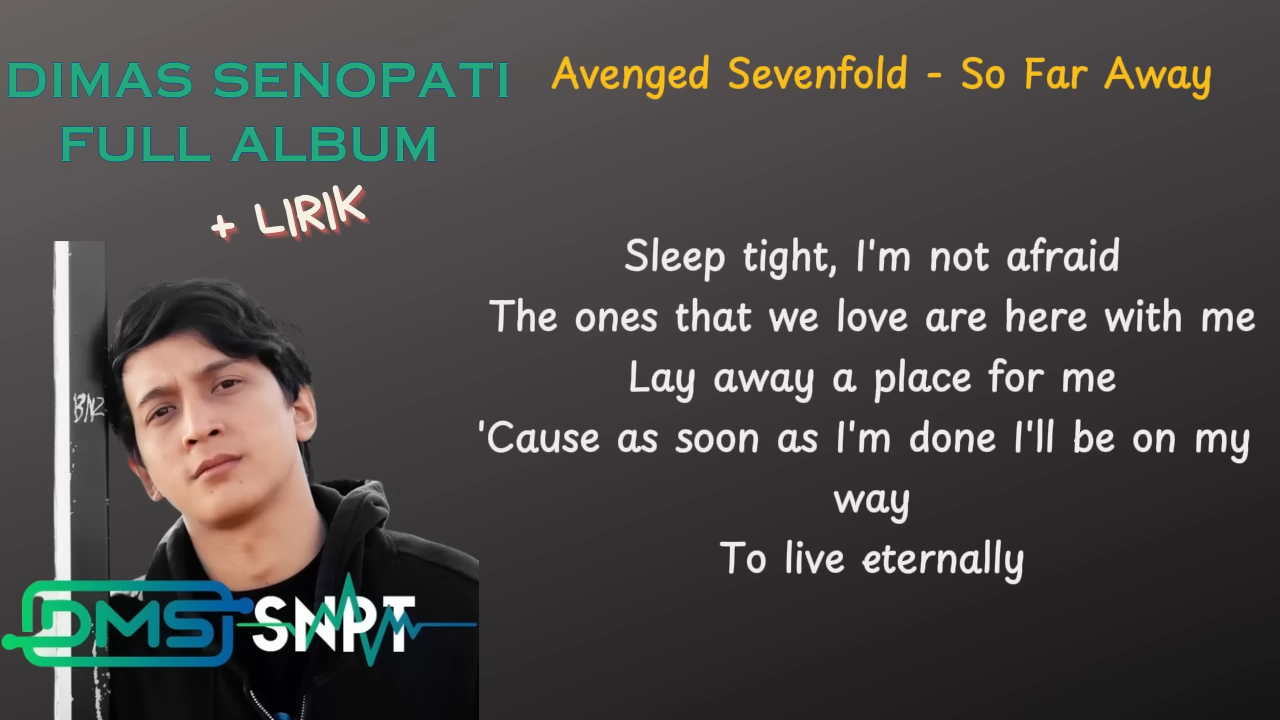 DIMAS SENOPATI
FULL ALBUM
+ LIRIK
Avenged Sevenfold - So Far Away
Sleep tight, I'm not afraid
The ones that we love are here with me
Lay away a place for me
'Cause as soon as I'm done I'll be on my
way
To live eternally
BNZ
DMS SNPT